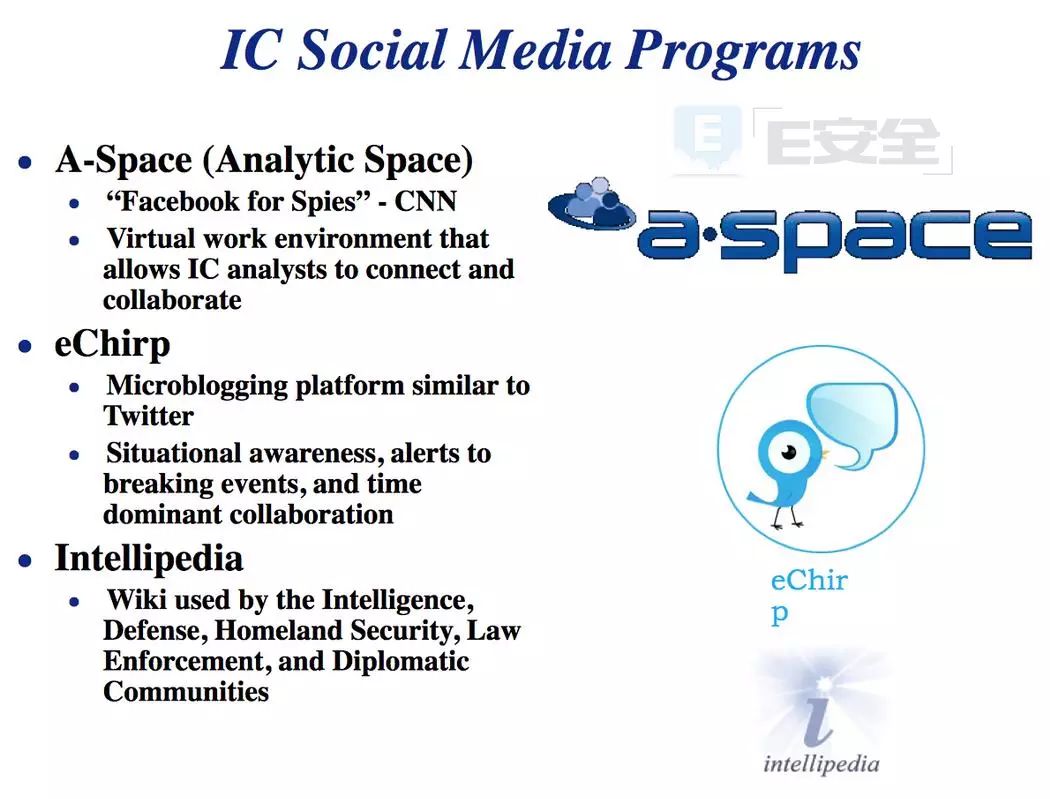 IC Social Media Programs
E E安全
• A-Space (Analytic Space)
• “Facebook for Spies” - CNN
• Virtual work environment that
allows IC analysts to connect and
collaborate
a·space
• eChirp
• Microblogging platform similar to
Twitter
• Situational awareness, alerts to
breaking events, and time
dominant collaboration
eChir
p
• Intellipedia
• Wiki used by the Intelligence,
Defense, Homeland Security, Law
Enforcement, and Diplomatic
Communities
i
intellipedia